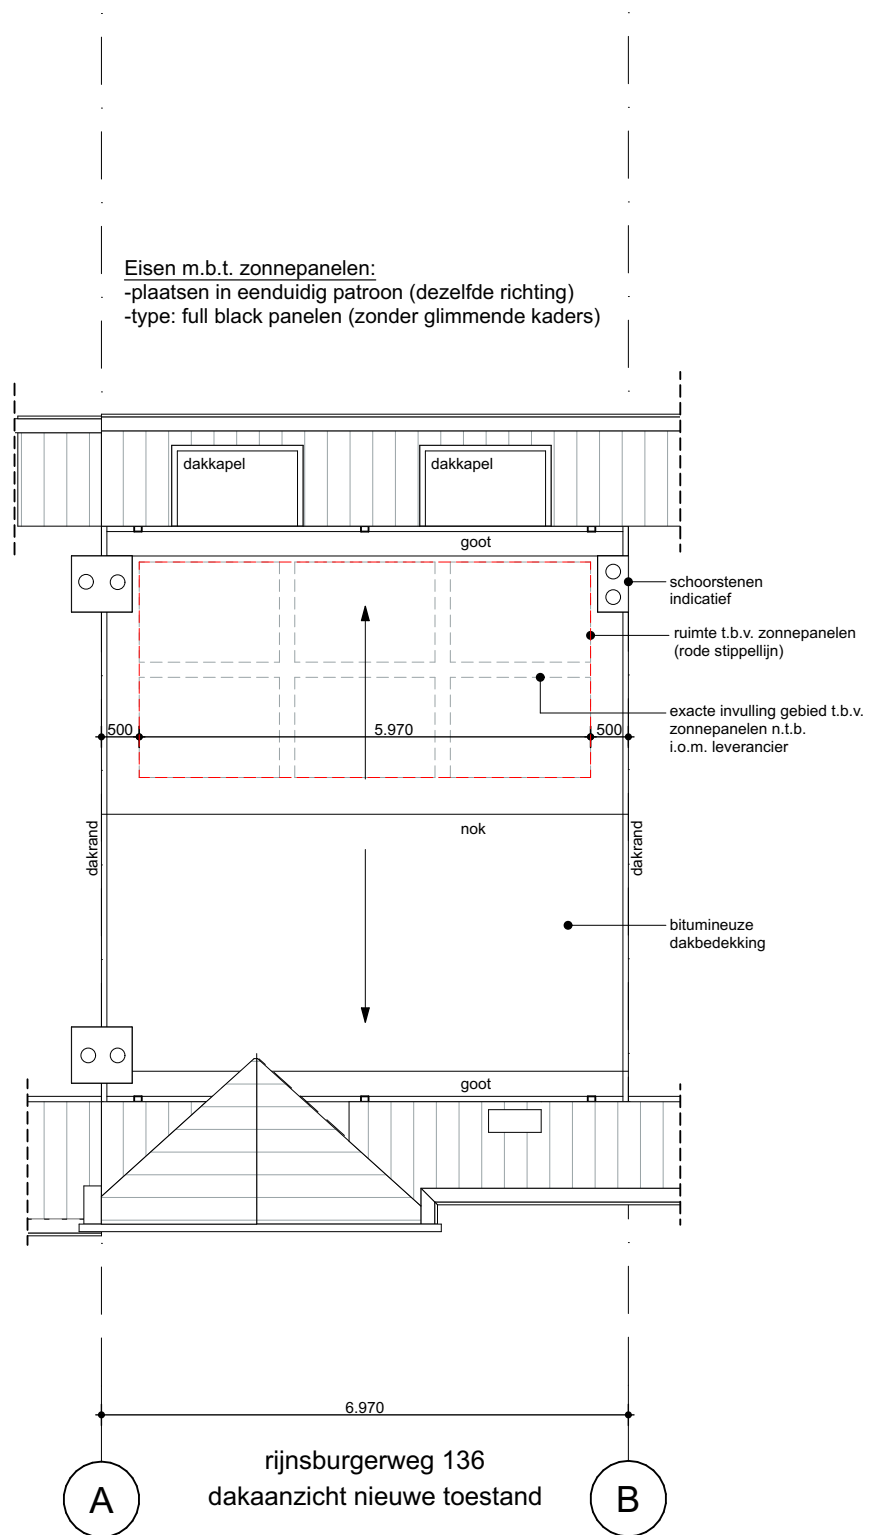 Eisen m.b.t. zonnepanelen:
-plaatsen in eenduidig patroon (dezelfde richting)
-type: full black panelen (zonder glimmende kaders)
dakkapel
dakkapel
goot
schoorstenen
indicatief
ruimte t.b.v. zonnepanelen
(rode stippellijn)
exacte invulling gebied t.b.v.
zonnepanelen n.t.b.
i.o.m. leverancier
500
5.970
500
nok
dakrand
dakrand
bitumineuze
dakbedekking
goot
6.970
rijnsburgerweg 136
dakaanzicht nieuwe toestand
A
B